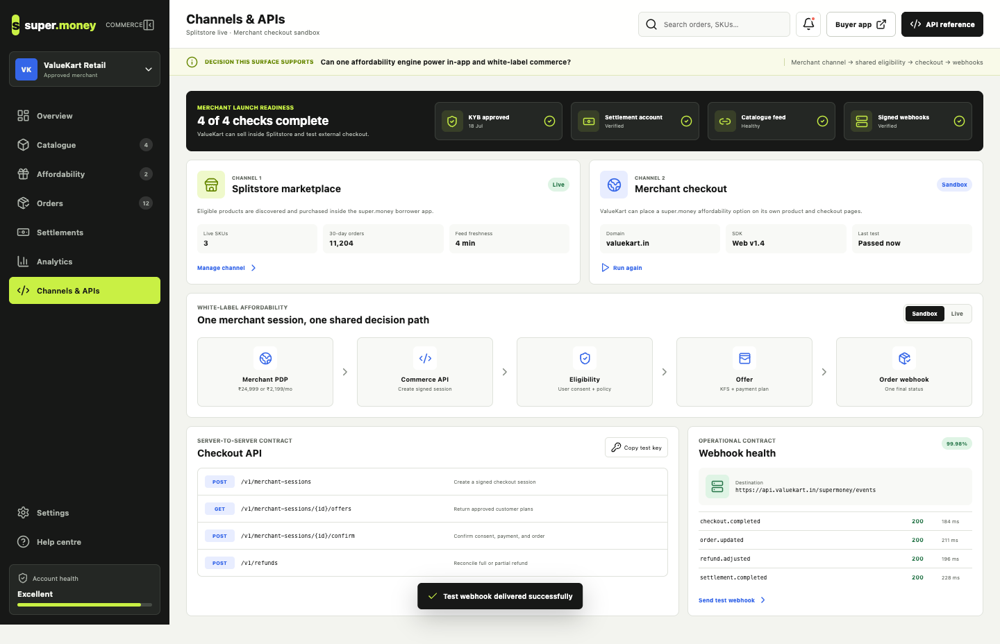 super.money COMMERCE
VK
ValueKart Retail
Approved merchant
Overview
Catalogue 4
Affordability 2
Orders 12
Settlements
Analytics
Channels & APIs
Settings
Help centre
Account health
Excellent
Channels & APIs
Splitstore live · Merchant checkout sandbox
Search orders, SKUs...
Buyer app
API reference
DECISION THIS SURFACE SUPPORTS Can one affordability engine power in-app and white-label commerce?
Merchant channel → shared eligibility → checkout → webhooks
MERCHANT LAUNCH READINESS
4 of 4 checks complete
ValueKart can sell inside Splitstore and test external checkout.
KYB approved
18 Jul
Settlement account
Verified
Catalogue feed
Healthy
Signed webhooks
Verified
CHANNEL 1
Splitstore marketplace
Live
Eligible products are discovered and purchased inside the super.money borrower app.
Live SKUs
3
30-day orders
11,204
Feed freshness
4 min
Manage channel
CHANNEL 2
Merchant checkout
Sandbox
ValueKart can place a super.money affordability option on its own product and checkout pages.
Domain
valuekart.in
SDK
Web v1.4
Last test
Passed now
Run again
WHITE-LABEL AFFORDABILITY
One merchant session, one shared decision path
Sandbox Live
Merchant PDP
₹24,999 or ₹2,199/mo
Commerce API
Create signed session
Eligibility
User consent + policy
Offer
KFS + payment plan
Order webhook
One final status
SERVER-TO-SERVER CONTRACT
Checkout API
Copy test key
POST /v1/merchant-sessions Create a signed checkout session
GET /v1/merchant-sessions/{id}/offers Return approved customer plans
POST /v1/merchant-sessions/{id}/confirm Confirm consent, payment, and order
POST /v1/refunds Reconcile full or partial refund
OPERATIONAL CONTRACT
Webhook health
99.98%
Destination
https://api.valuekart.in/supermoney/events
checkout.completed 200 184 ms
order.updated 200 211 ms
refund.adjusted 200 196 ms
settlement.completed 200 228 ms
Send test webhook
Test webhook delivered successfully